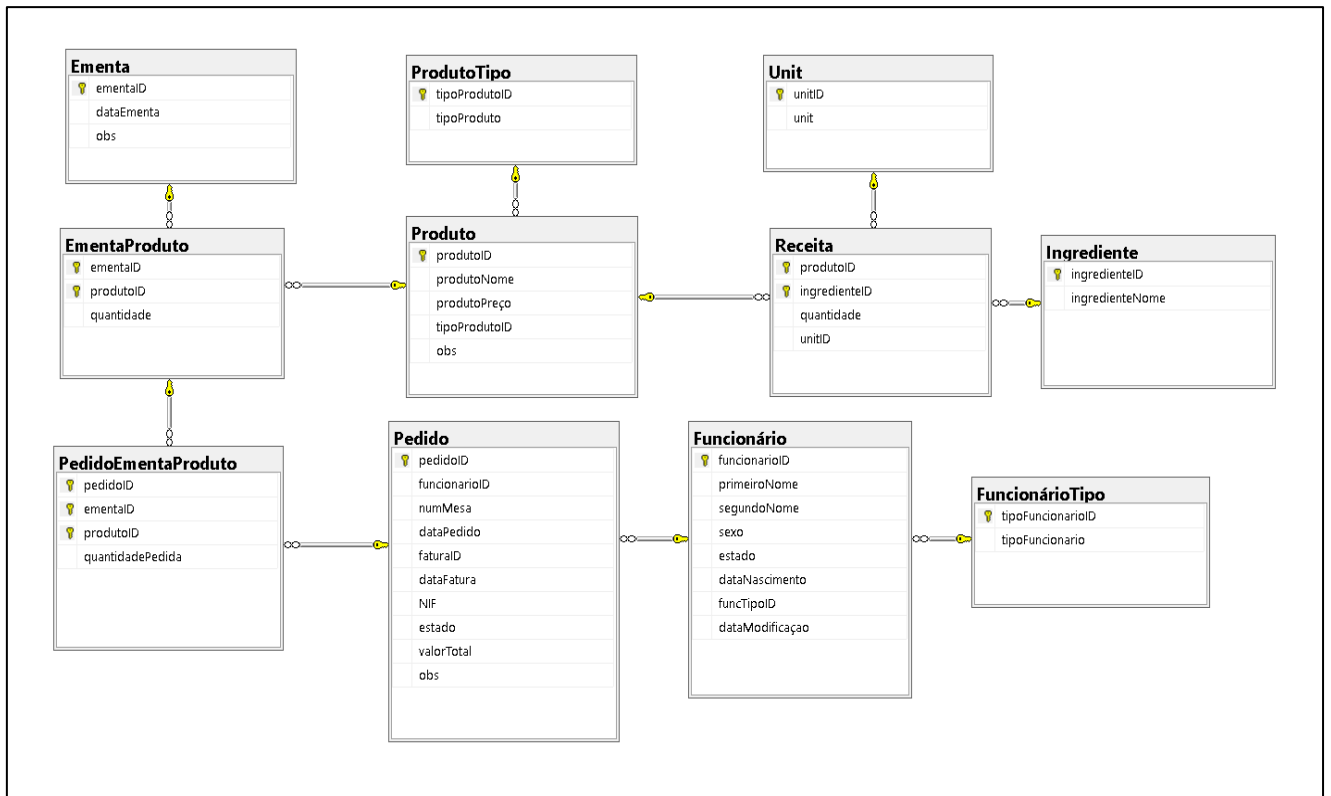 Ementa
ementaID
dataEmenta
obs
ProdutoTipo
tipoProdutoID
tipoProduto
Unit
unitID
unit
EmentaProduto
ementaID
produtoID
quantidade
Produto
produtoID
produtoNome
produtoPreço
tipoProdutoID
obs
Receita
produtoID
ingredienteID
quantidade
unitID
Ingrediente
ingredienteID
ingredienteNome
PedidoEmentaProduto
pedidoID
ementaID
produtoID
quantidadePedida
Pedido
pedidoID
funcionarioID
numMesa
dataPedido
faturaID
dataFatura
NIF
estado
valorTotal
obs
Funcionário
funcionarioID
primeiroNome
segundoNome
sexo
estado
dataNascimento
funcTipoID
dataModificaçao
FuncionárioTipo
tipoFuncionarioID
tipoFuncionario